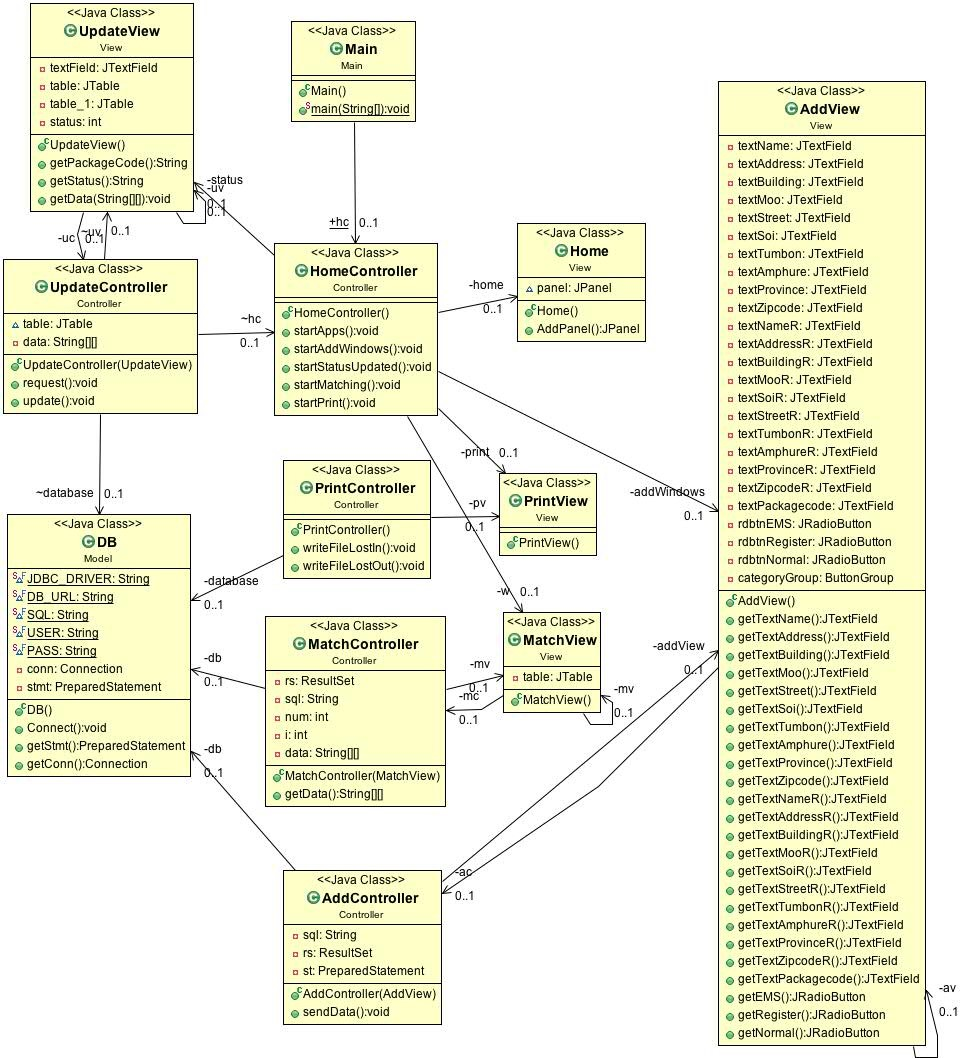 <<Java Class>>
UpdateView
View
textField: JTextField
table: JTable
table_1: JTable
status: int
UpdateView()
getPackageCode():String
getStatus():String
getData(String[][]):void
<<Java Class>>
Main
Main
Main()
main(String[]):void
-status
-uv
0..1
0..1
-uc
0..1
~uv
0..1
+hc
0..1
<<Java Class>>
UpdateController
Controller
table: JTable
data: String[][]
UpdateController(UpdateView)
request():void
update():void
~hc
0..1
<<Java Class>>
HomeController
Controller
HomeController()
startApps():void
startAddWindows():void
startStatusUpdated():void
startMatching():void
startPrint():void
-home
0..1
<<Java Class>>
Home
View
panel: JPanel
Home()
AddPanel():JPanel
~database
0..1
-print
0..1
-addWindows
0..1
<<Java Class>>
PrintController
Controller
PrintController()
writeFileLostIn():void
writeFileLostOut():void
-pv
0..1
<<Java Class>>
PrintView
View
PrintView()
-database
0..1
-w
0..1
<<Java Class>>
DB
Model
JDBC_DRIVER: String
DB_URL: String
SQL: String
USER: String
PASS: String
conn: Connection
stmt: PreparedStatement
DB()
Connect():void
getStmt():PreparedStatement
getConn():Connection
-db
0..1
<<Java Class>>
MatchController
Controller
rs: ResultSet
sql: String
num: int
i: int
data: String[][]
MatchController(MatchView)
getData():String[][]
-mv
0..1
-mc
0..1
<<Java Class>>
MatchView
View
table: JTable
MatchView()
-mv
0..1
-db
0..1
-addView
0..1
-ac
0..1
<<Java Class>>
AddController
Controller
sql: String
rs: ResultSet
st: PreparedStatement
AddController(AddView)
sendData():void
<<Java Class>>
AddView
View
textName: JTextField
textAddress: JTextField
textBuilding: JTextField
textMoo: JTextField
textStreet: JTextField
textSoi: JTextField
textTumbon: JTextField
textAmphure: JTextField
textProvince: JTextField
textZipcode: JTextField
textNameR: JTextField
textAddressR: JTextField
textBuildingR: JTextField
textMooR: JTextField
textSoiR: JTextField
textStreetR: JTextField
textTumbonR: JTextField
textAmphureR: JTextField
textProvinceR: JTextField
textZipcodeR: JTextField
textPackagecode: JTextField
rdbtnEMS: JRadioButton
rdbtnRegister: JRadioButton
rdbtnNormal: JRadioButton
categoryGroup: ButtonGroup
AddView()
getTextName():JTextField
getTextAddress():JTextField
getTextBuilding():JTextField
getTextMoo():JTextField
getTextStreet():JTextField
getTextSoi():JTextField
getTextTumbon():JTextField
getTextAmphure():JTextField
getTextProvince():JTextField
getTextZipcode():JTextField
getTextNameR():JTextField
getTextAddressR():JTextField
getTextBuildingR():JTextField
getTextMooR():JTextField
getTextSoiR():JTextField
getTextStreetR():JTextField
getTextTumbonR():JTextField
getTextAmphureR():JTextField
getTextProvinceR():JTextField
getTextZipcodeR():JTextField
getTextPackagecode():JTextField
getEMS():JRadioButton
getRegister():JRadioButton
getNormal():JRadioButton
-av
0..1